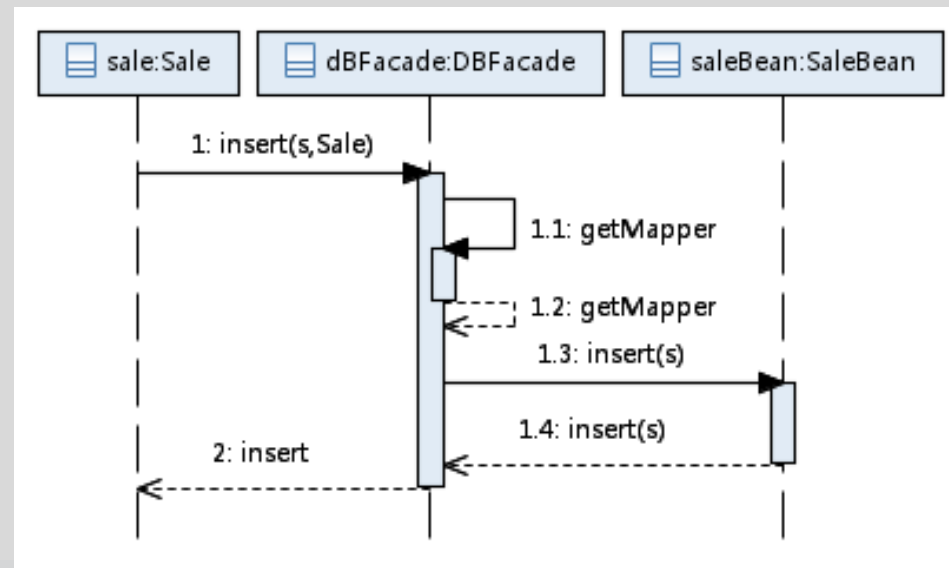 sale:Sale
dBFacade:DBFacade
saleBean:SaleBean
1: insert(s,Sale)
1.1: getMapper
1.2: getMapper
1.3: insert(s)
1.4: insert(s)
2: insert